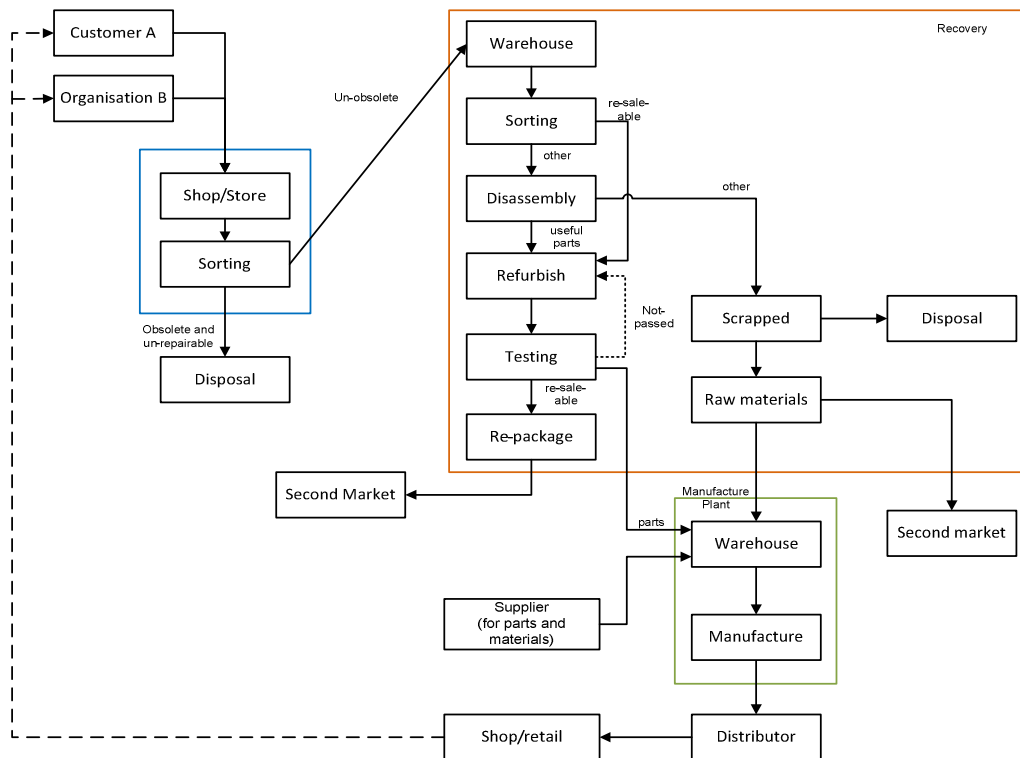 Customer A
Organisation B
Shop/Store
Sorting
Obsolete and
un-repairable
Disposal
Un-obsolete
Recovery
Warehouse
re-sale-
able
Sorting
other
Disassembly
other
useful
parts
Refurbish
Not-
passed
Scrapped
Disposal
Testing
re-sale-
able
Raw materials
Re-package
Second Market
Manufacture
Plant
parts
Warehouse
Second market
Supplier
(for parts and
materials)
Manufacture
Shop/retail
Distributor